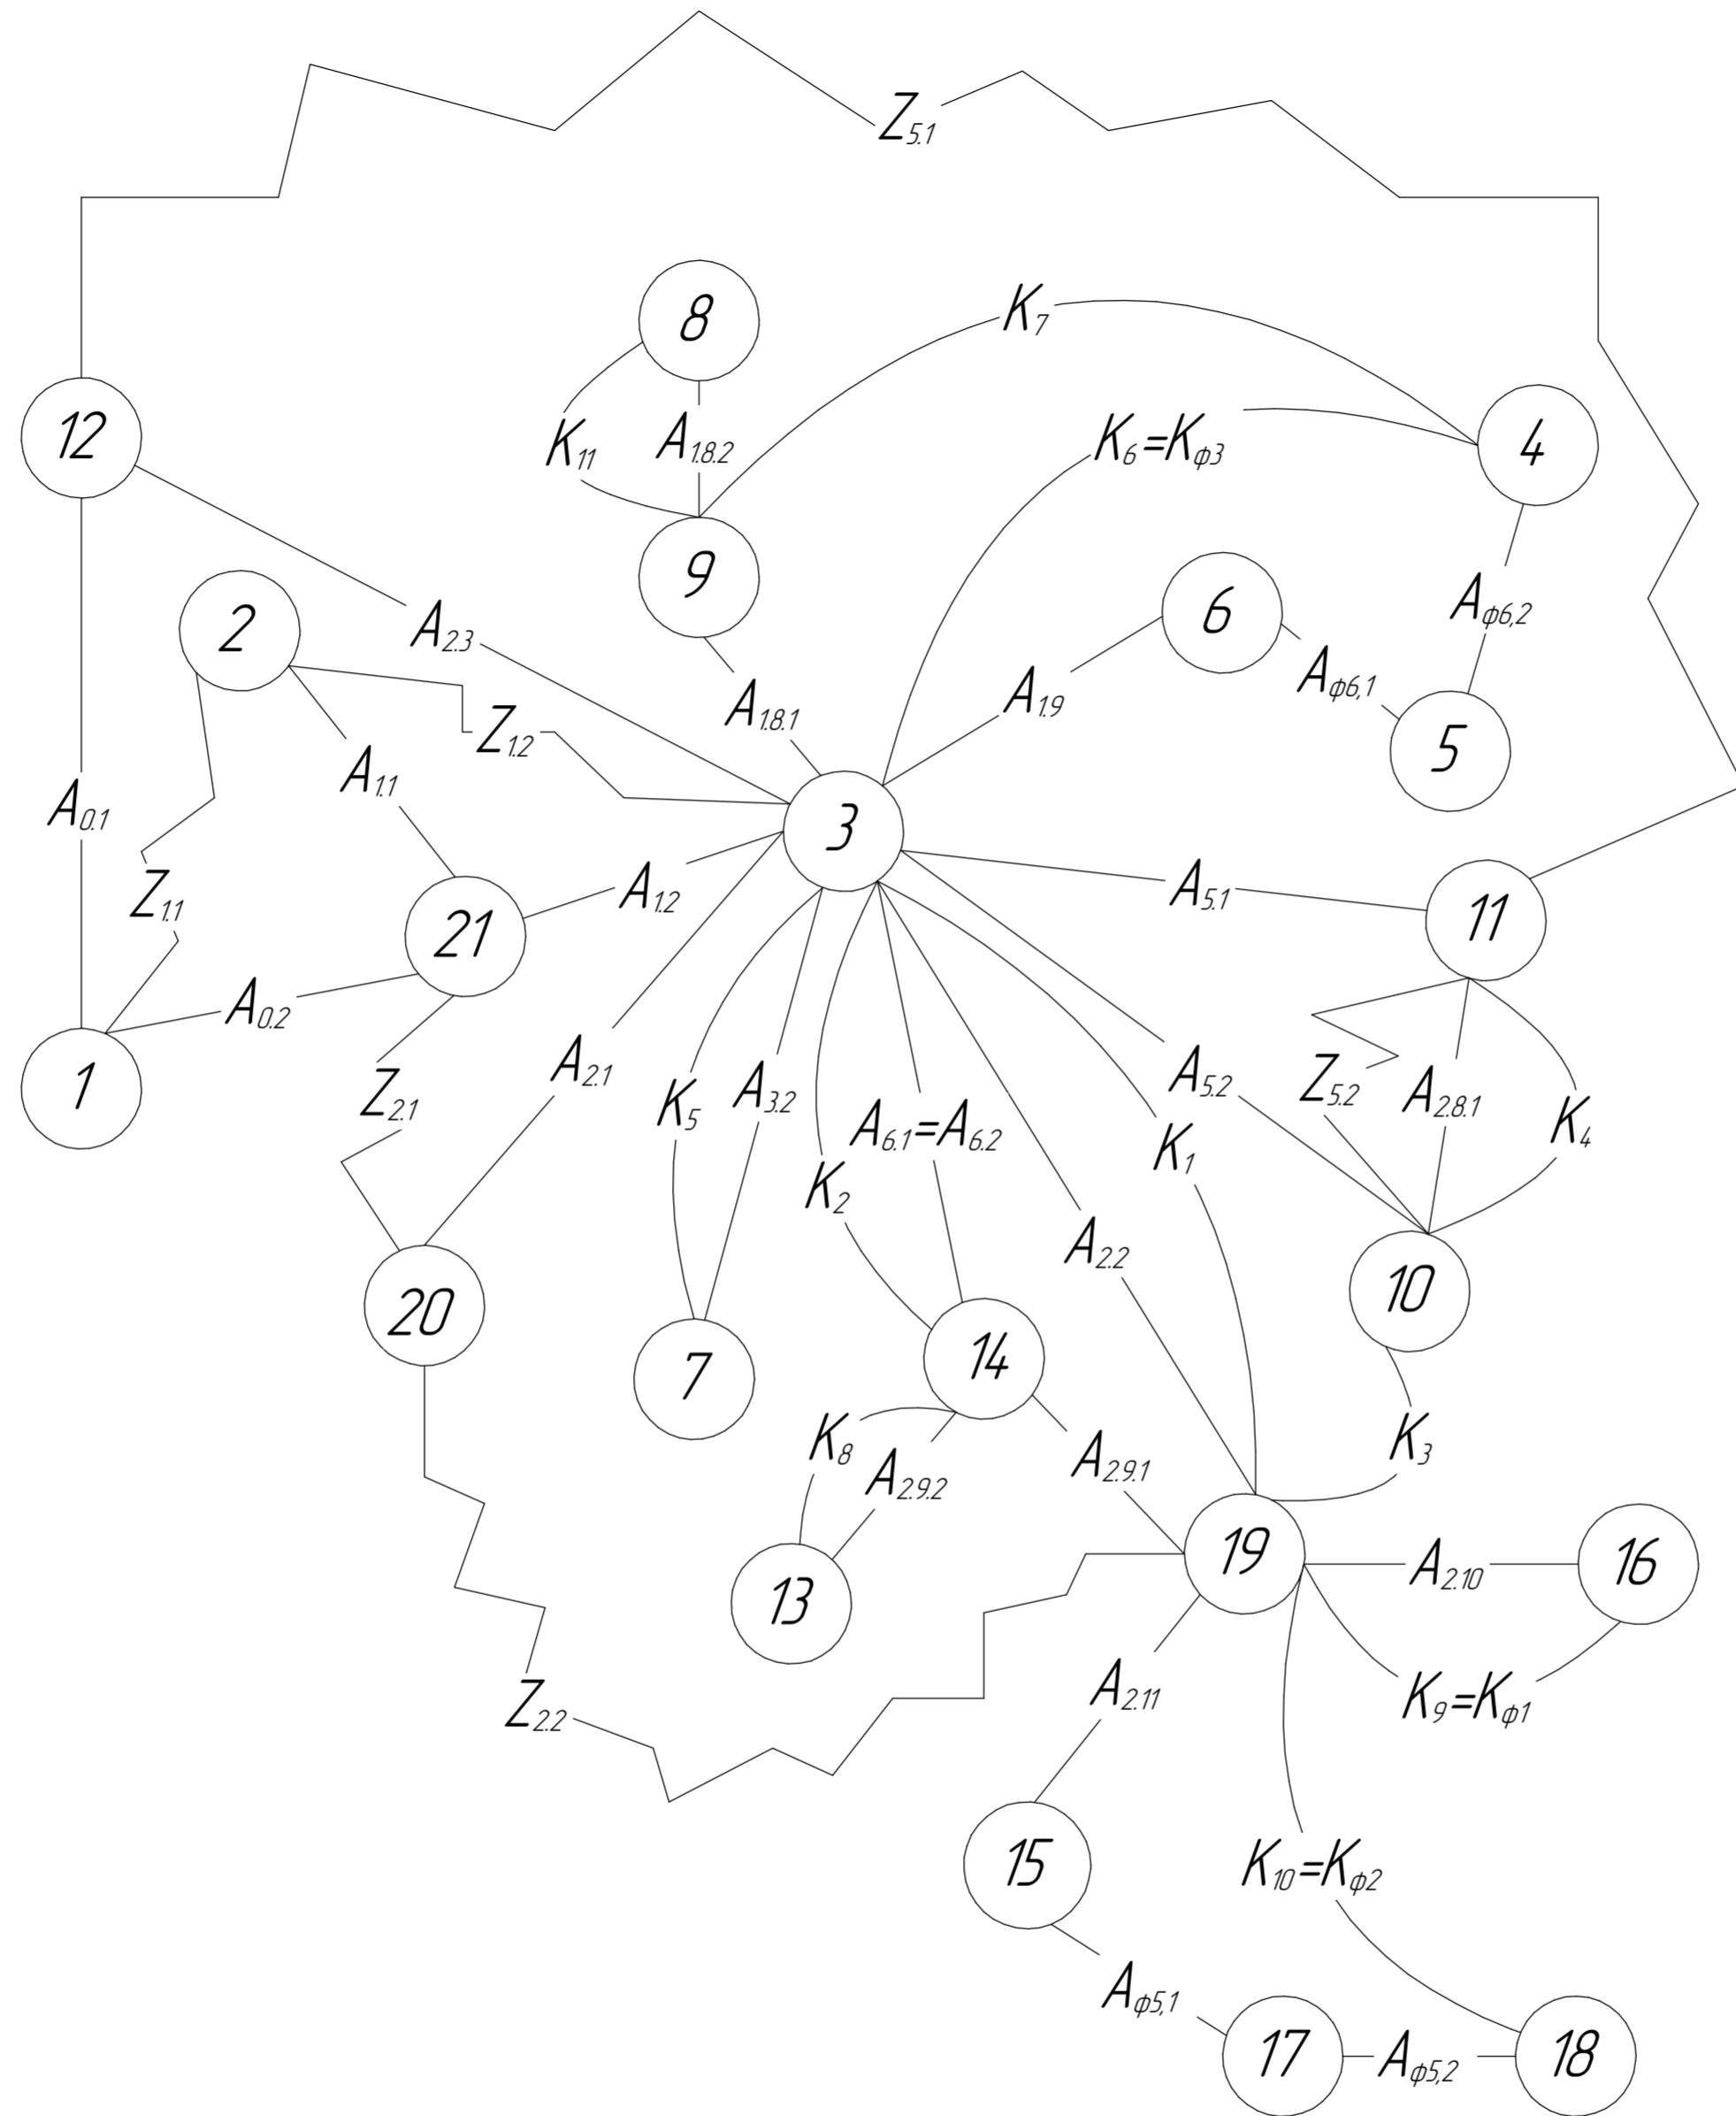 Z5.1
8
K7
12
K11
A1.8.2
K6=Kф3
4
9
2
A2.3
6
Aф6,2
Z1.2
A1.8.1
A1.9
Aф6,1
5
A1.1
A0.1
3
Z1.1
A1.2
A5.1
11
21
A0.2
1
Z2.1
A2.1
K5
A3.2
A6.1=A6.2
K2
K1
A5.2
Z5.2
A2.8.1
K4
A2.2
10
20
7
14
K8
A2.9.2
A2.9.1
K3
13
19
A2.10
16
Z2.2
A2.11
K9=Kф1
15
K10=Kф2
Aф5,1
17
Aф5,2
18